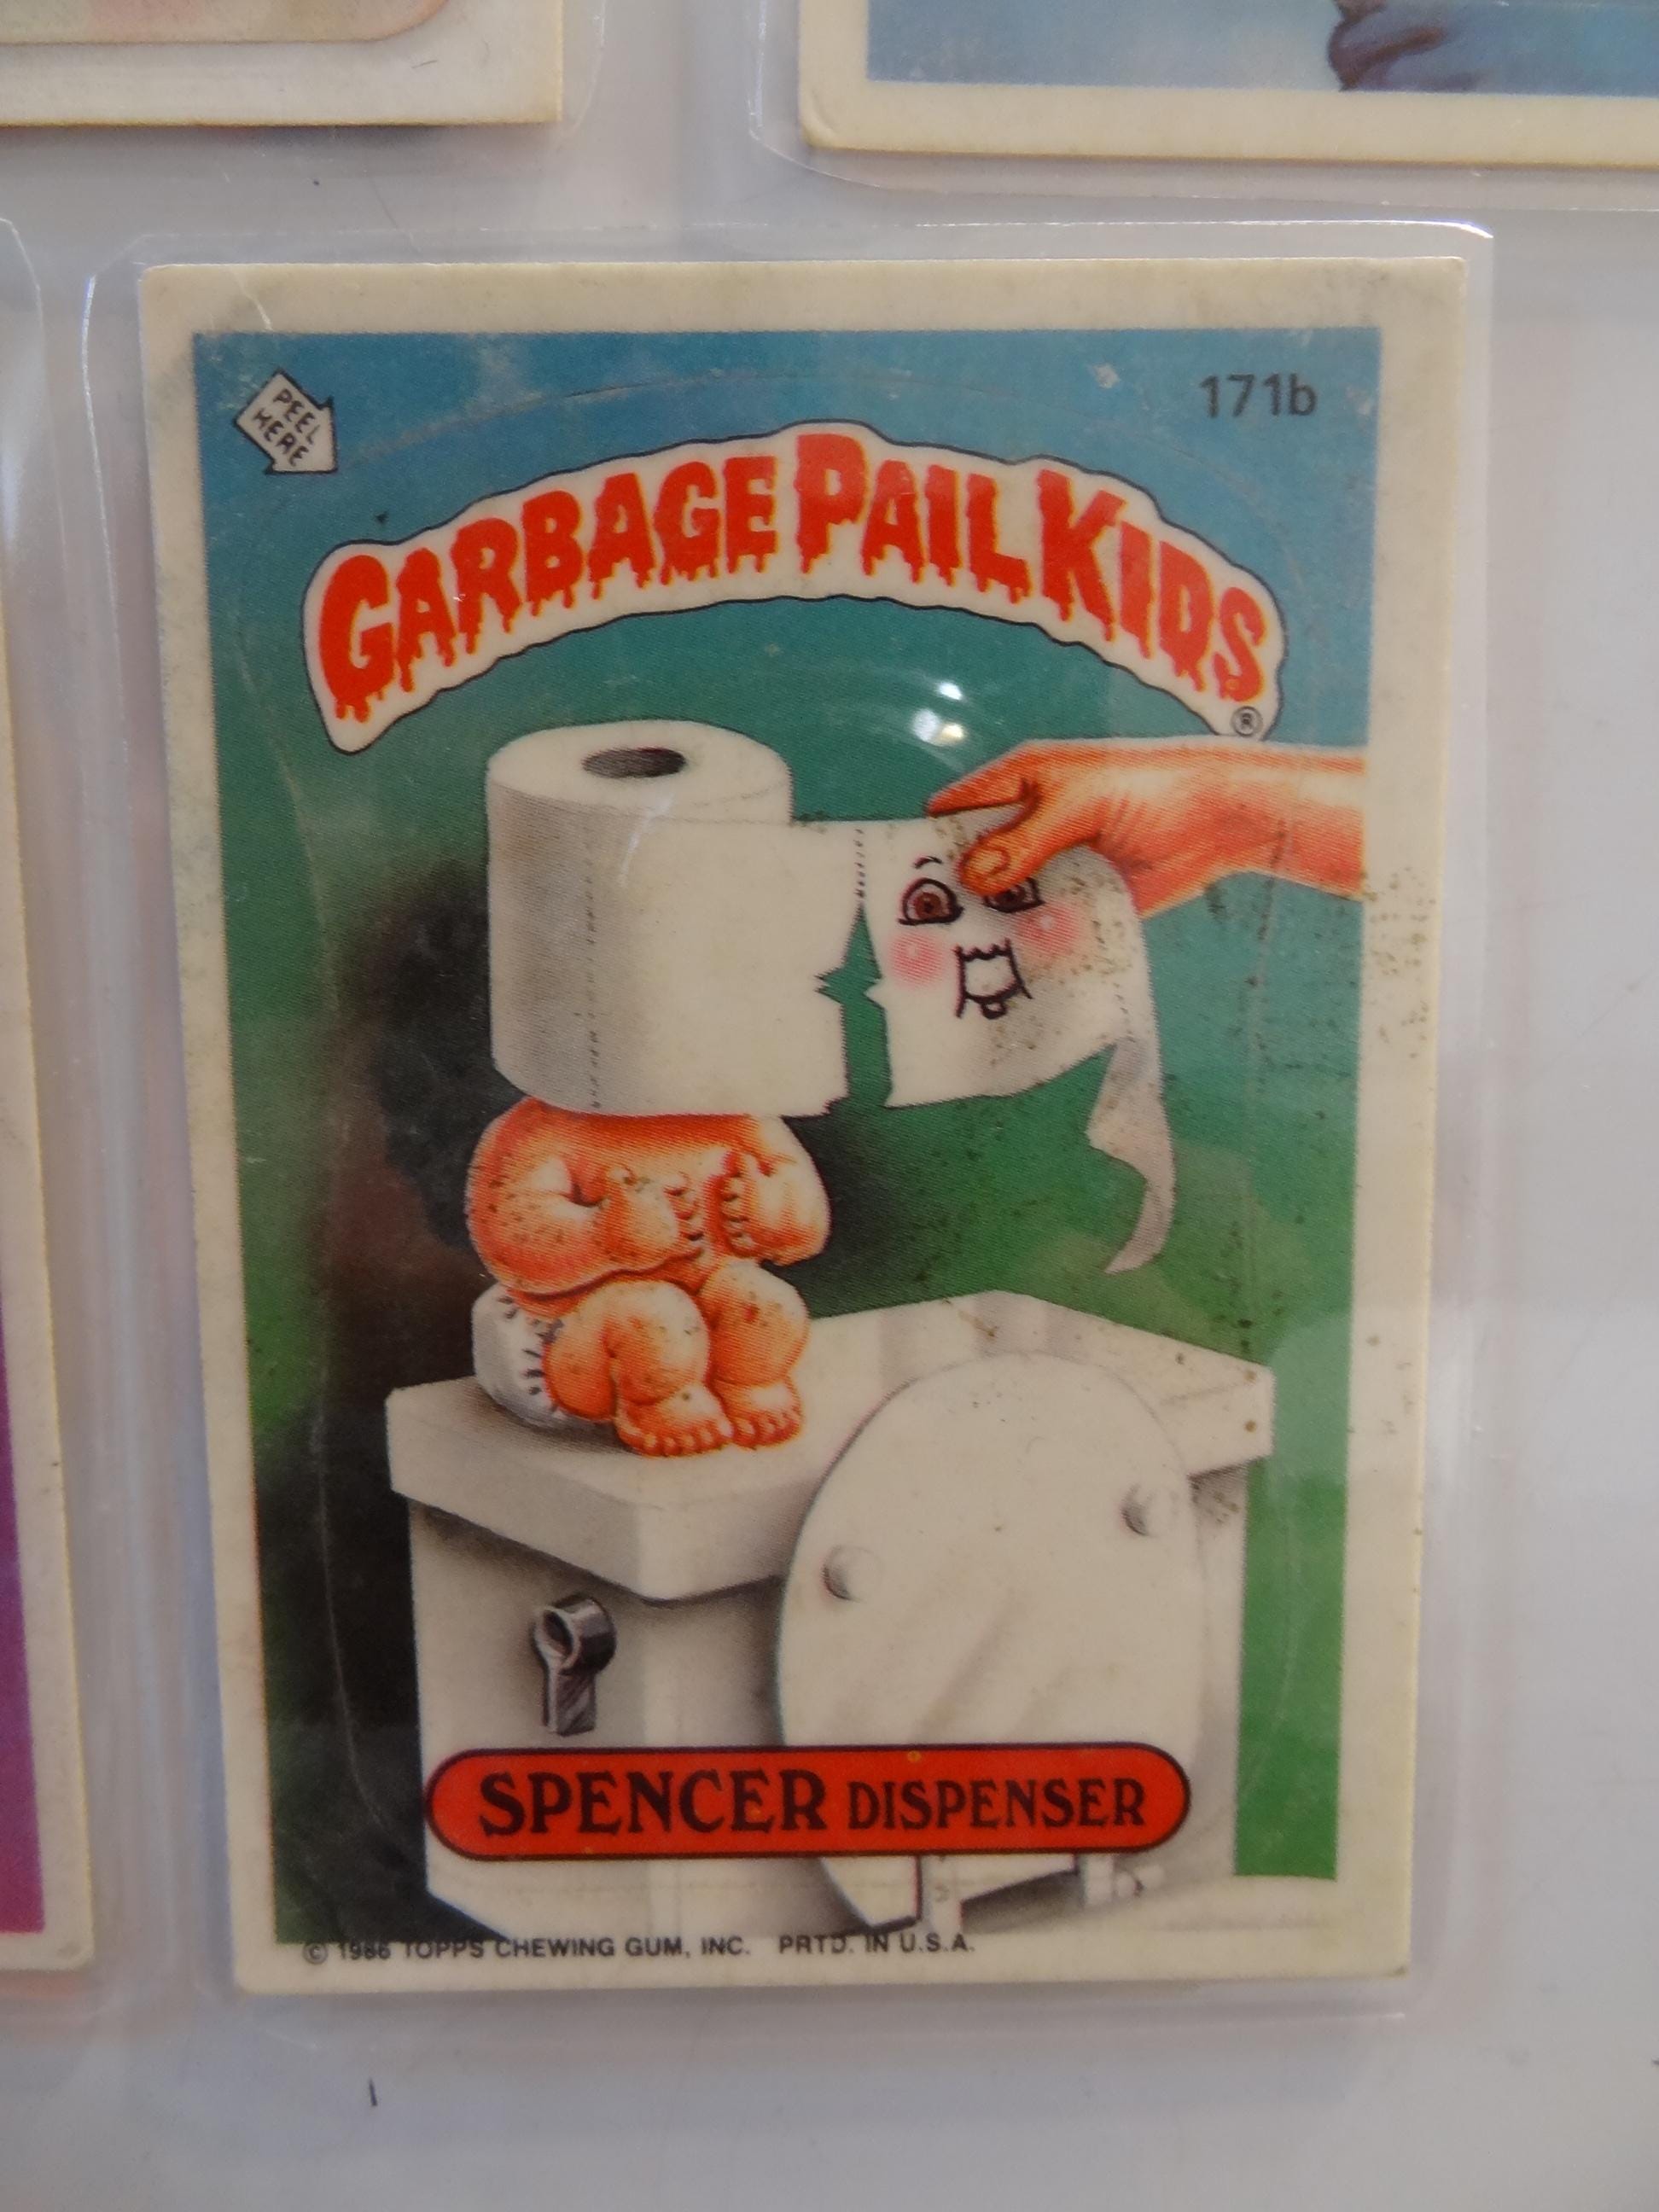 PEEL
HERE
171b
GARBAGE PAIL KIDS
®
SPENCER DISPENSER
© 1986 TOPPS CHEWING GUM, INC. PRTD. IN U.S.A.